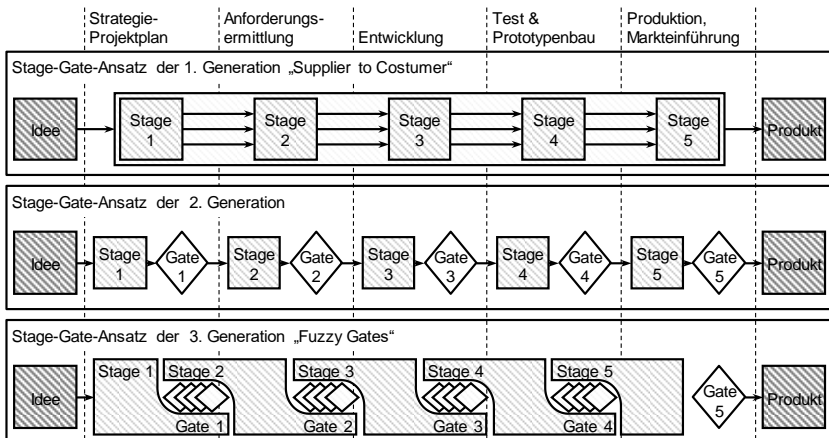 Strategie-
Projektplan
Anforderungs-
ermittlung
Entwicklung
Test &
Prototypenbau
Produktion,
Markteinführung
Stage-Gate-Ansatz der 1. Generation „Supplier to Costumer“
Idee
Stage
1
Stage
2
Stage
3
Stage
4
Stage
5
Produkt
Stage-Gate-Ansatz der 2. Generation
Idee
Stage
1
Gate
1
Stage
2
Gate
2
Stage
3
Gate
3
Stage
4
Gate
4
Stage
5
Gate
5
Produkt
Stage-Gate-Ansatz der 3. Generation „Fuzzy Gates“
Idee
Stage 1
Stage 2
Stage 3
Stage 4
Stage 5
Gate 1
Gate 2
Gate 3
Gate 4
Gate
5
Produkt